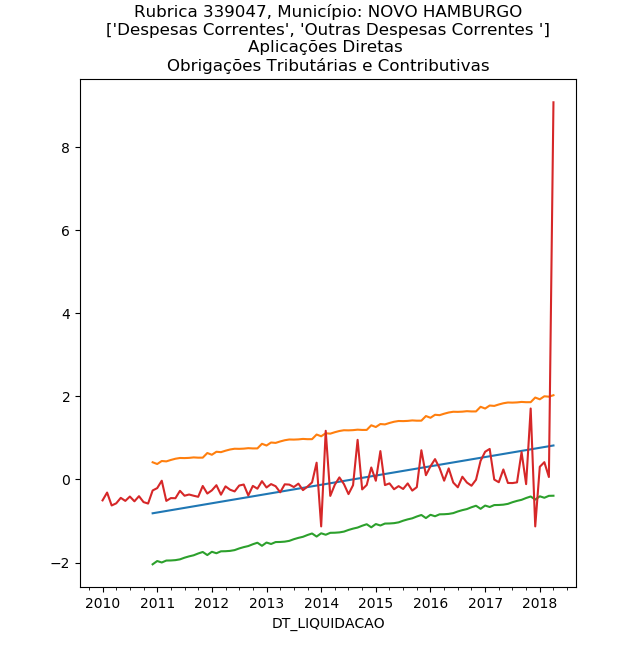 Rubrica 339047, Município: NOVO HAMBURGO
['Despesas Correntes', 'Outras Despesas Correntes ']
Aplicações Diretas
Obrigações Tributárias e Contributivas
8
6
4
2
0
−2
2010 2011 2012 2013 2014 2015 2016 2017 2018
DT_LIQUIDACAO